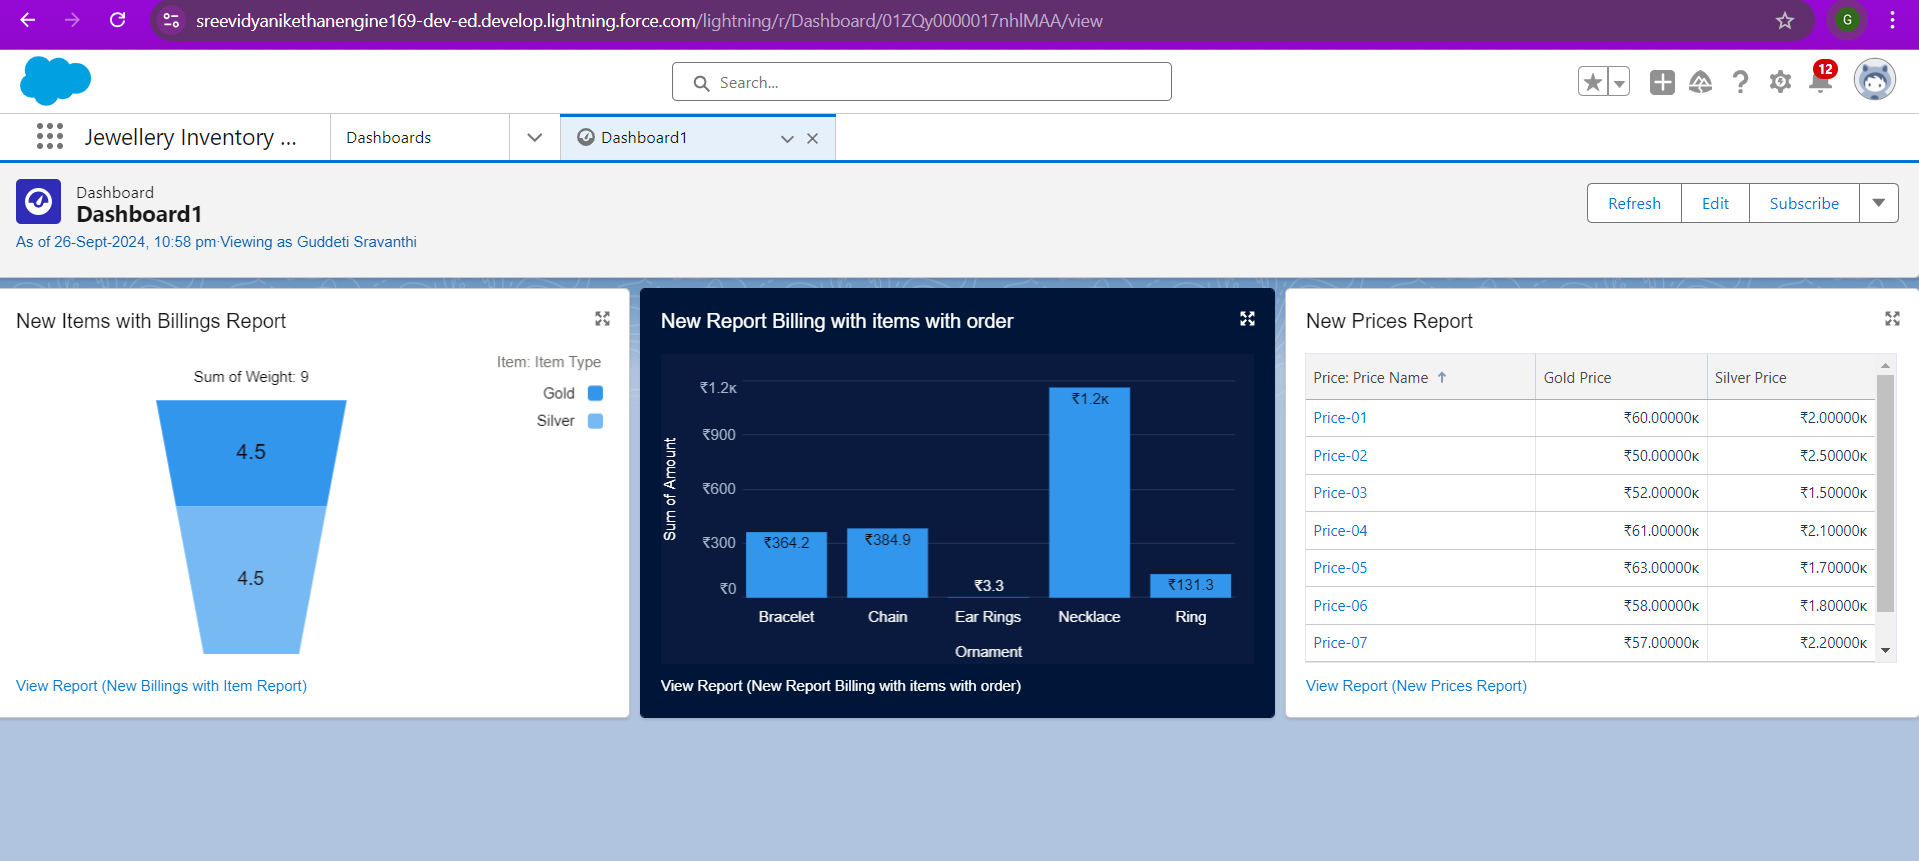 sreevidyanikethanengine169-dev-ed.develop.lightning.force.com/lightning/r/Dashboard/01ZQy0000017nhlMAA/view
G
Search...
12
Jewellery Inventory ...
Dashboards
Dashboard1
Dashboard
Dashboard1
As of 26-Sept-2024, 10:58 pm·Viewing as Guddeti Sravanthi
Refresh
Edit
Subscribe
New Items with Billings Report
Item: Item Type
Sum of Weight: 9
Gold
Silver
4.5
4.5
View Report (New Billings with Item Report)
New Report Billing with items with order
Sum of Amount
₹1.2K
₹900
₹600
₹300
₹0
₹364.2
₹384.9
₹3.3
₹1.2K
₹131.3
Bracelet Chain Ear Rings Necklace Ring
Ornament
View Report (New Report Billing with items with order)
New Prices Report
Price: Price Name ↑ Gold Price Silver Price
Price-01 ₹60.00000K ₹2.00000K
Price-02 ₹50.00000K ₹2.50000K
Price-03 ₹52.00000K ₹1.50000K
Price-04 ₹61.00000K ₹2.10000K
Price-05 ₹63.00000K ₹1.70000K
Price-06 ₹58.00000K ₹1.80000K
Price-07 ₹57.00000K ₹2.20000K
View Report (New Prices Report)